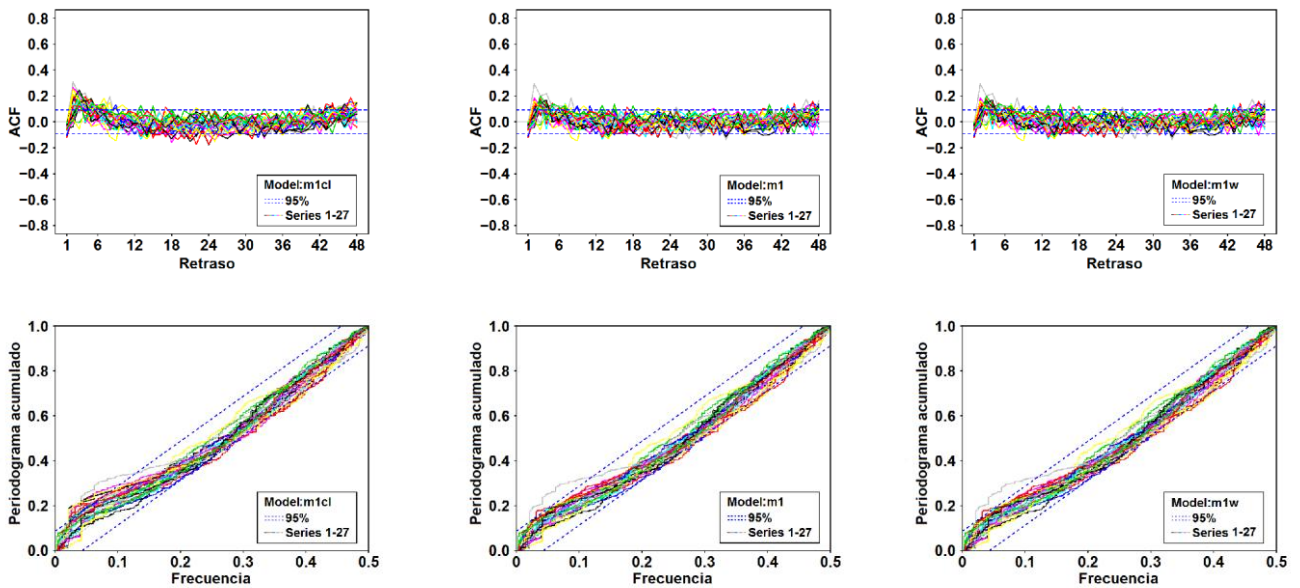 0.8
0.6
0.4
0.2
0.0
−0.2
−0.4
−0.6
−0.8
ACF
Model:m1cl
95%
Series 1-27
1 6 12 18 24 30 36 42 48
Retraso
0.8
0.6
0.4
0.2
0.0
−0.2
−0.4
−0.6
−0.8
ACF
Model:m1
95%
Series 1-27
1 6 12 18 24 30 36 42 48
Retraso
0.8
0.6
0.4
0.2
0.0
−0.2
−0.4
−0.6
−0.8
ACF
Model:m1w
95%
Series 1-27
1 6 12 18 24 30 36 42 48
Retraso
1.0
0.8
0.6
0.4
0.2
0.0
Periodograma acumulado
Model:m1cl
95%
Series 1-27
0 0.1 0.2 0.3 0.4 0.5
Frecuencia
1.0
0.8
0.6
0.4
0.2
0.0
Periodograma acumulado
Model:m1
95%
Series 1-27
0 0.1 0.2 0.3 0.4 0.5
Frecuencia
1.0
0.8
0.6
0.4
0.2
0.0
Periodograma acumulado
Model:m1w
95%
Series 1-27
0 0.1 0.2 0.3 0.4 0.5
Frecuencia